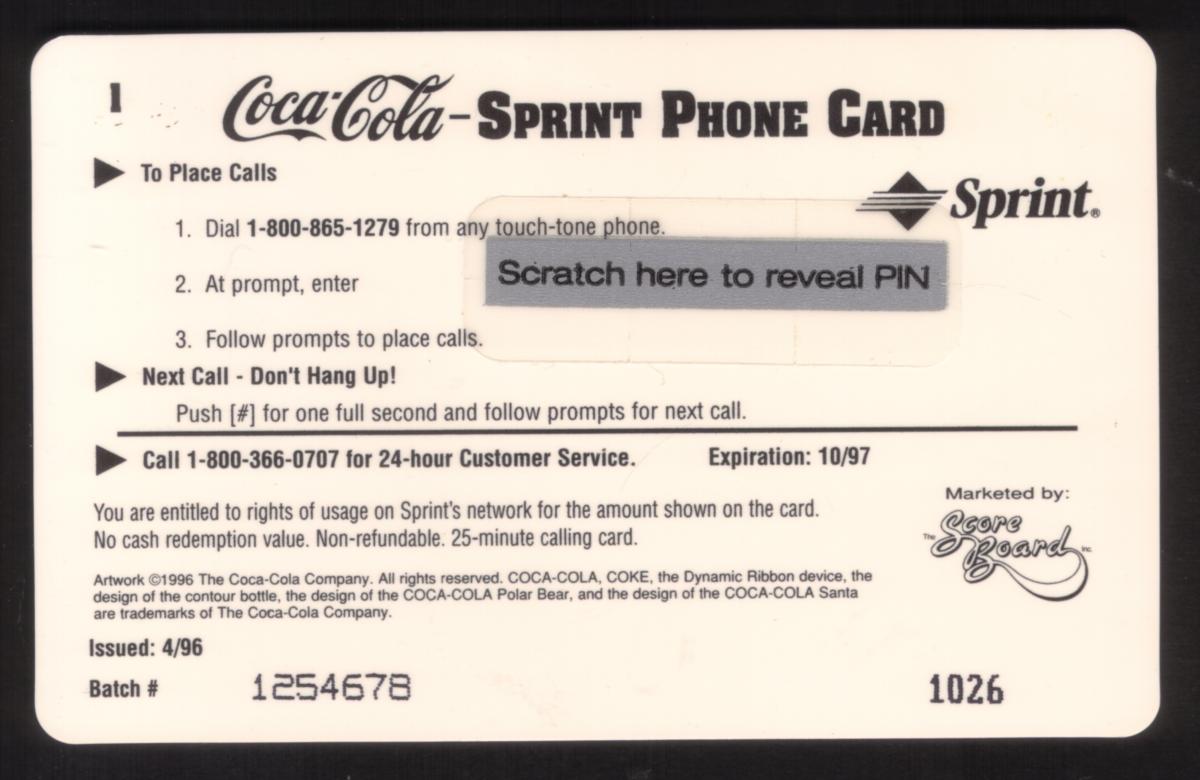 1
Coca-Cola - SPRINT PHONE CARD
To Place Calls
Sprint®
1. Dial 1-800-865-1279 from any touch-tone phone.
Scratch here to reveal PIN
2. At prompt, enter
3. Follow prompts to place calls.
Next Call - Don't Hang Up!
Push [#] for one full second and follow prompts for next call.
Call 1-800-366-0707 for 24-hour Customer Service. Expiration: 10/97
Marketed by:
The Score
Board Inc.
You are entitled to rights of usage on Sprint's network for the amount shown on the card.
No cash redemption value. Non-refundable. 25-minute calling card.
Artwork ©1996 The Coca-Cola Company. All rights reserved. COCA-COLA, COKE, the Dynamic Ribbon device, the
design of the contour bottle, the design of the COCA-COLA Polar Bear, and the design of the COCA-COLA Santa
are trademarks of The Coca-Cola Company.
Issued: 4/96
Batch # 1254678
1026